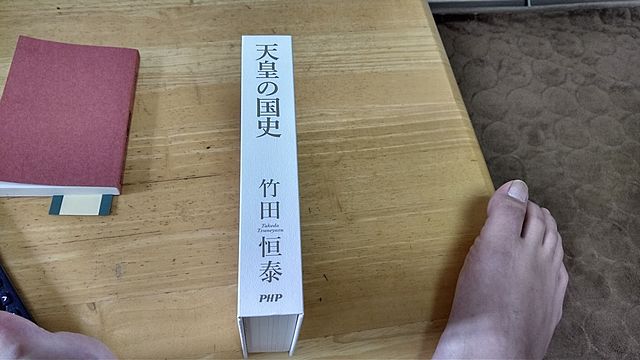 天皇の国史
竹田恒泰
Takeda
Tsuneyasu
PHP